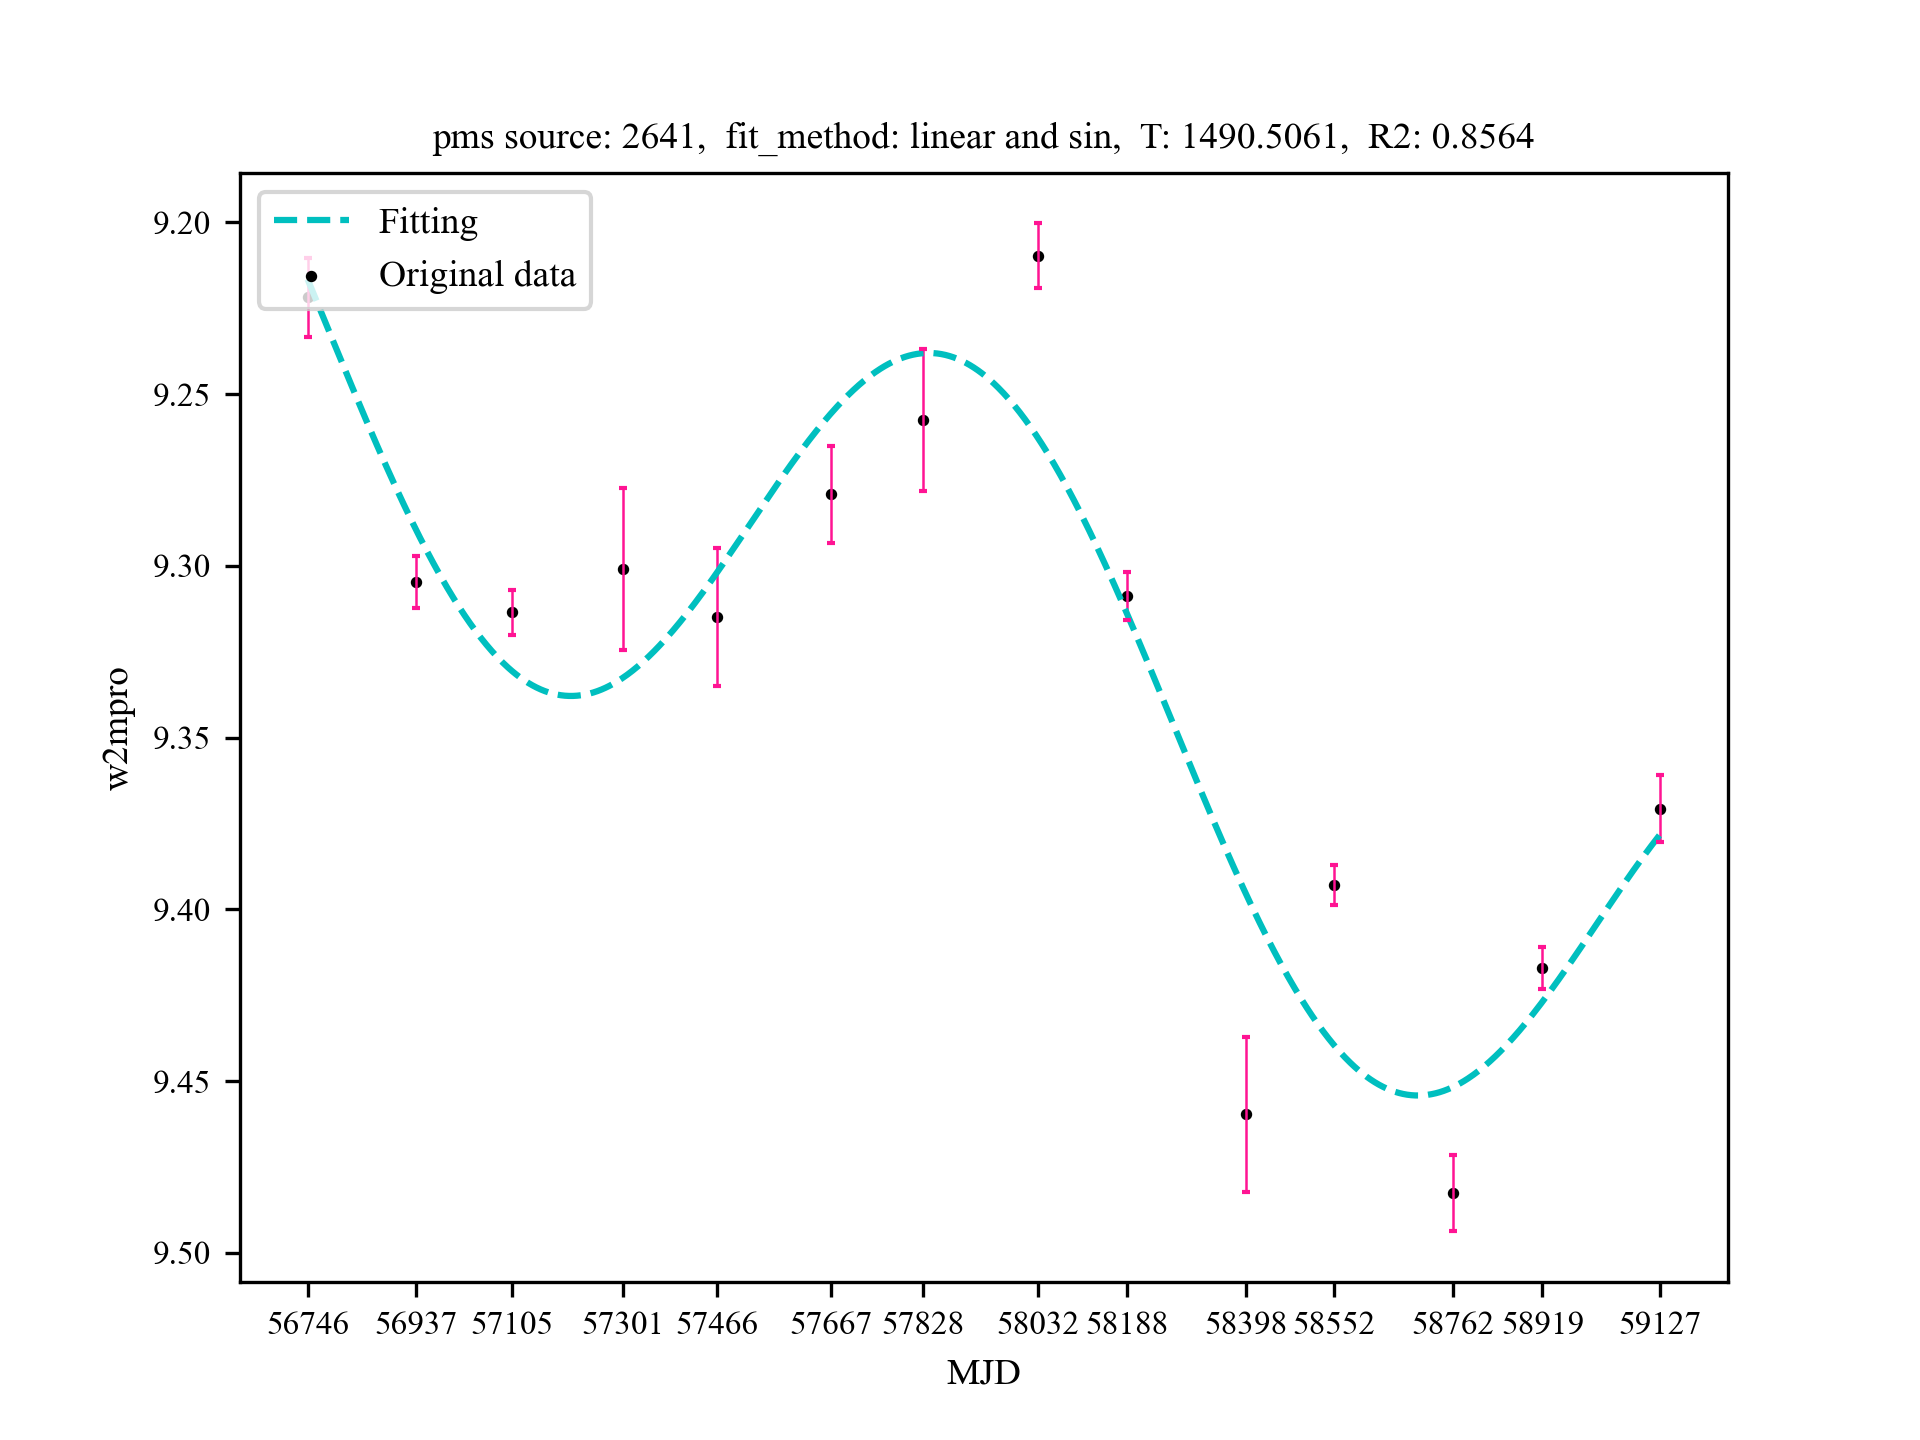 pms source: 2641, fit_method: linear and sin, T: 1490.5061, R2: 0.8564
Fitting
Original data
9.20
9.25
9.30
9.35
9.40
9.45
9.50
w2mpro
56746 56937 57105 57301 57466 57667 57828 58032 58188 58398 58552 58762 58919 59127
MJD